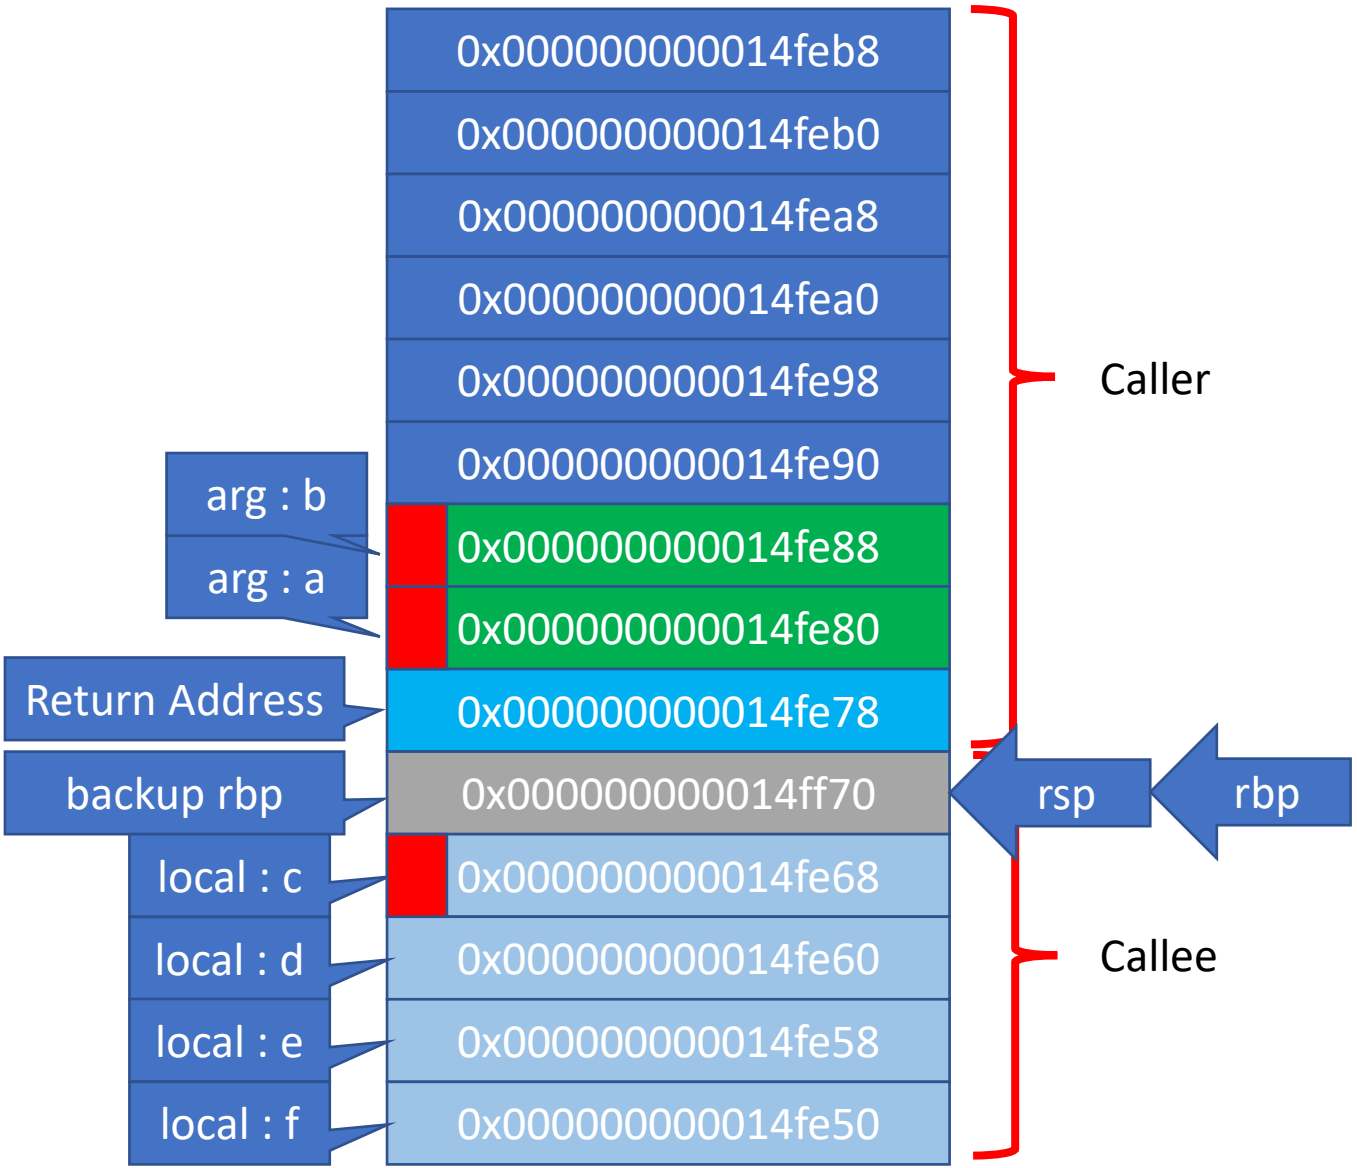 0x000000000014feb8
0x000000000014feb0
0x000000000014fea8
0x000000000014fea0
0x000000000014fe98
Caller
0x000000000014fe90
arg : b
0x000000000014fe88
arg : a
0x000000000014fe80
Return Address
0x000000000014fe78
backup rbp
0x000000000014ff70
rsp
rbp
local : c
0x000000000014fe68
local : d
0x000000000014fe60
Callee
local : e
0x000000000014fe58
local : f
0x000000000014fe50